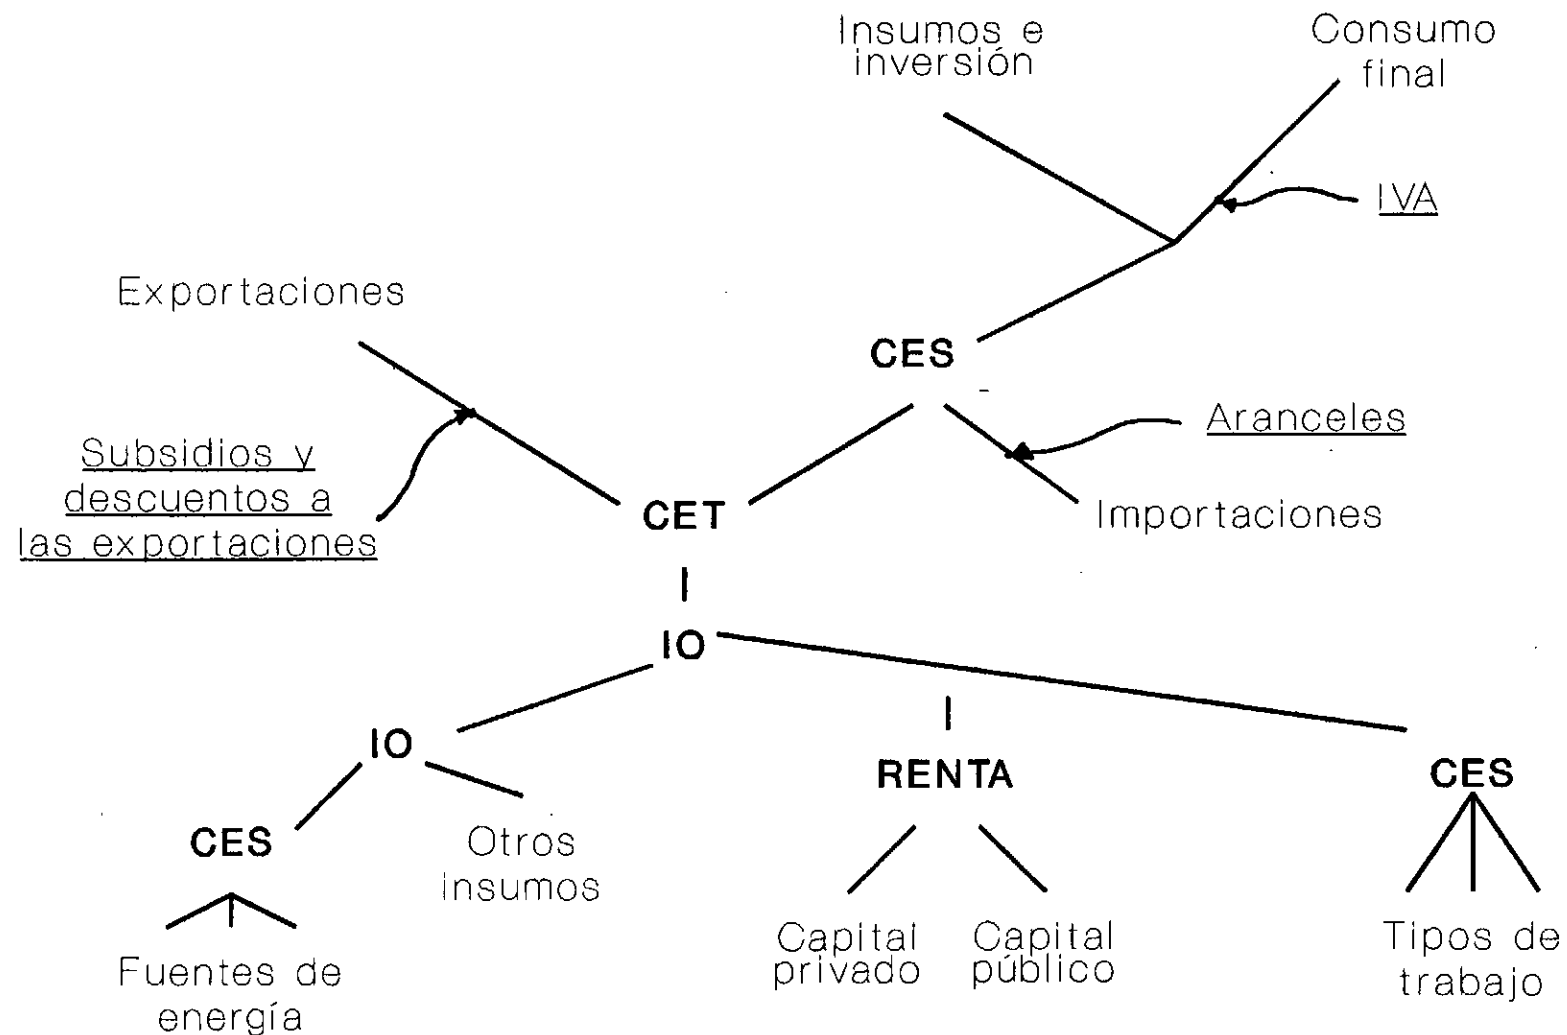 Insumos e
inversión
Consumo
final
IVA
Exportaciones
CES
Aranceles
Subsidios y
descuentos a
las exportaciones
CET
Importaciones
IO
IO
RENTA
CES
CES
Otros
insumos
Capital
privado
Capital
público
Tipos de
trabajo
Fuentes de
energía